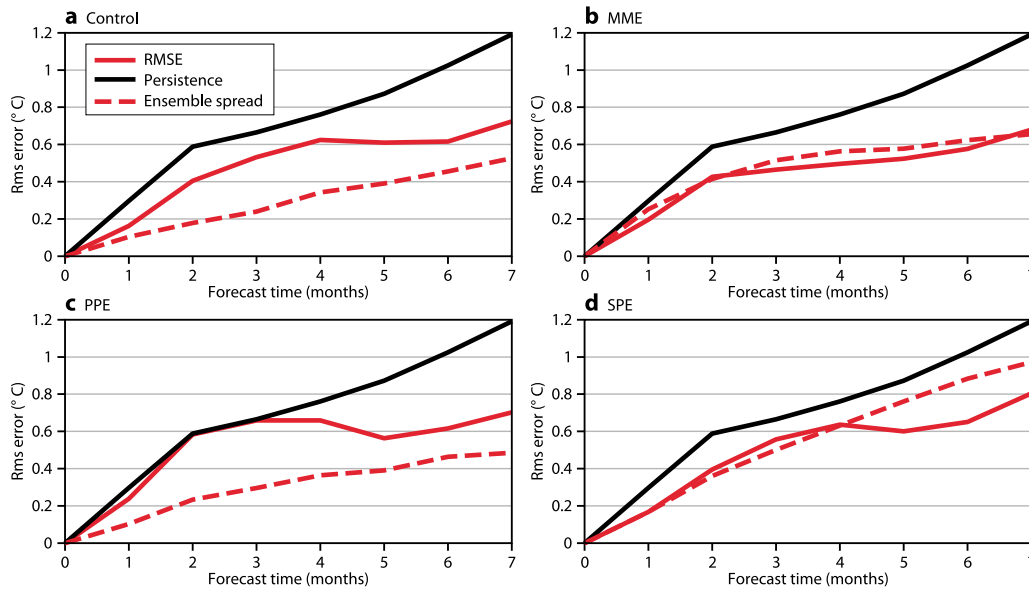 a Control
1.2
1
0.8
0.6
0.4
0.2
0
Rms error (° C)
RMSE
Persistence
Ensemble spread
0 1 2 3 4 5 6 7
Forecast time (months)
b MME
1.2
1
0.8
0.6
0.4
0.2
0
Rms error (° C)
0 1 2 3 4 5 6 7
Forecast time (months)
c PPE
1.2
1
0.8
0.6
0.4
0.2
0
Rms error (° C)
0 1 2 3 4 5 6 7
Forecast time (months)
d SPE
1.2
1
0.8
0.6
0.4
0.2
0
Rms error (° C)
0 1 2 3 4 5 6 7
Forecast time (months)